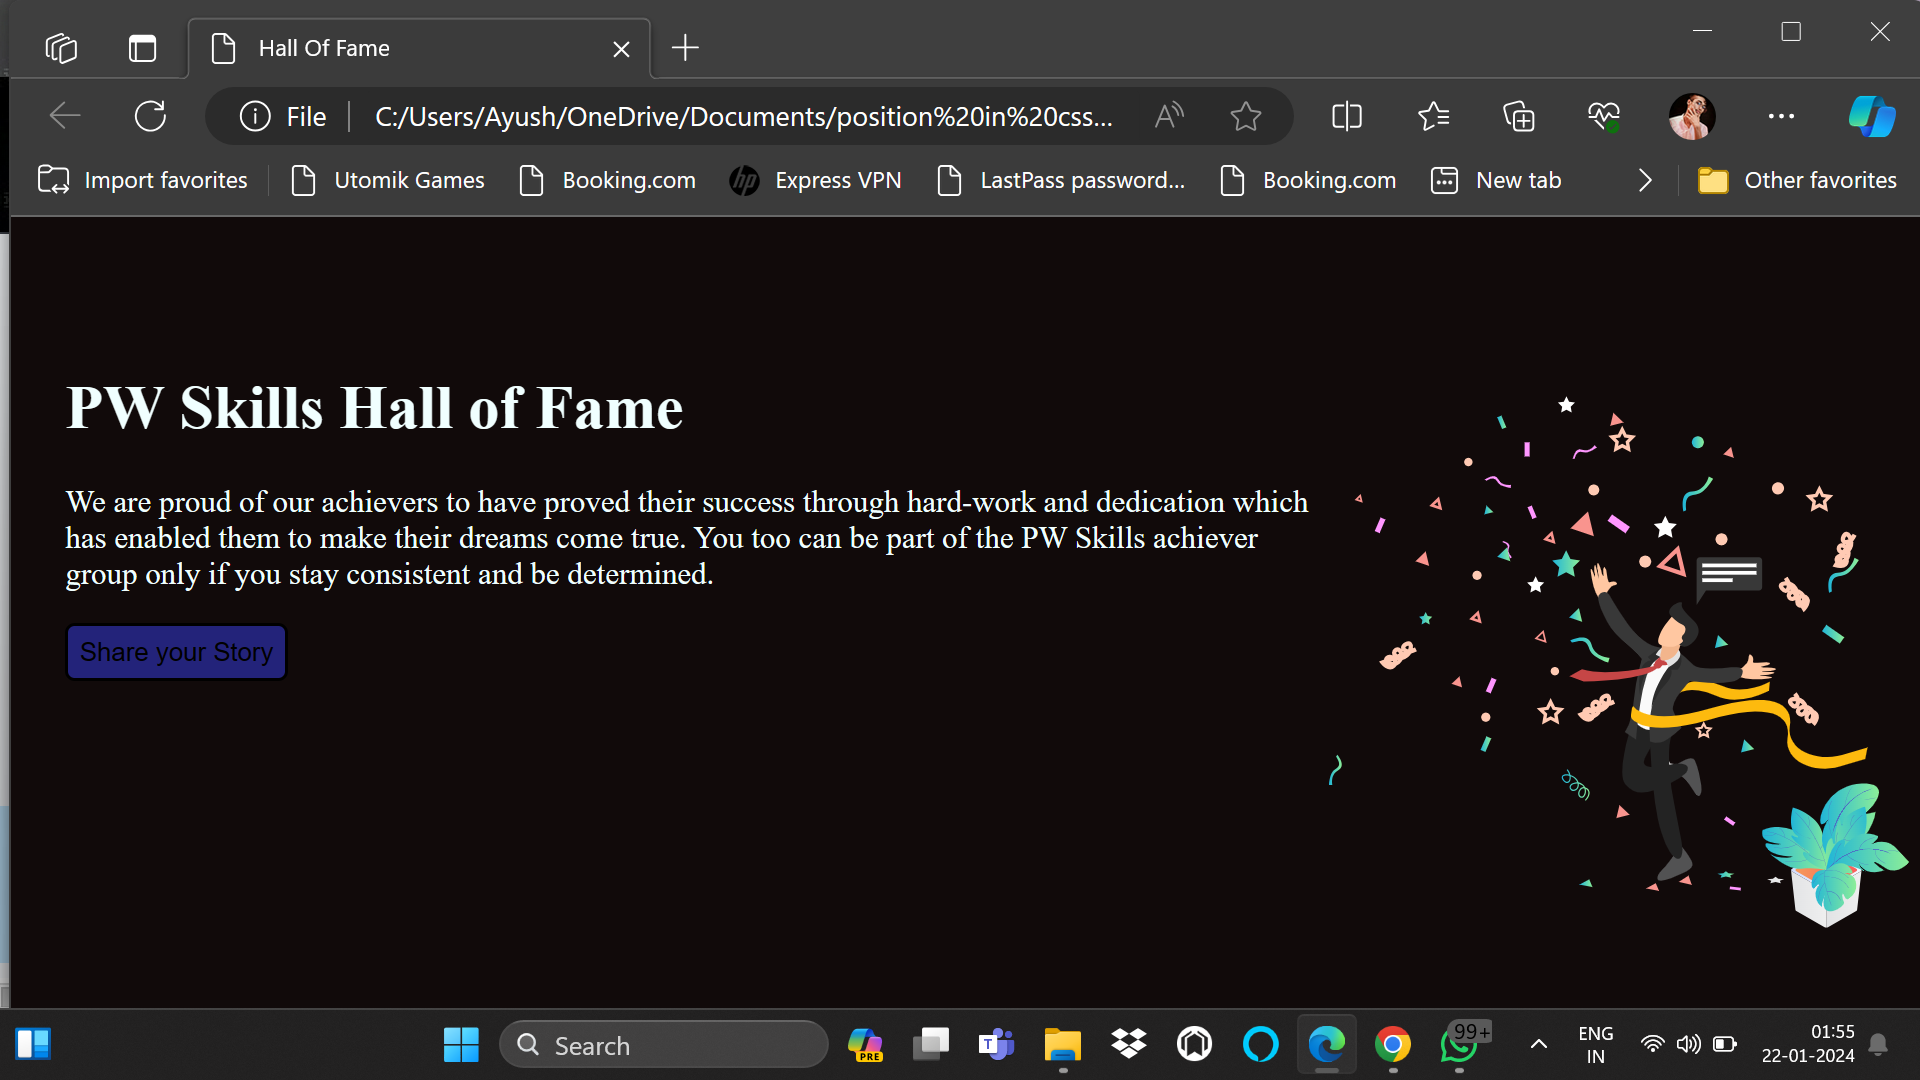 Hall Of Fame
File C:/Users/Ayush/OneDrive/Documents/position%20in%20css...
Import favorites Utomik Games Booking.com Express VPN LastPass password... Booking.com New tab Other favorites
PW Skills Hall of Fame
We are proud of our achievers to have proved their success through hard-work and dedication which
has enabled them to make their dreams come true. You too can be part of the PW Skills achiever
group only if you stay consistent and be determined.
Share your Story
Search PRE T 99+ ENG 01:55
IN 22-01-2024